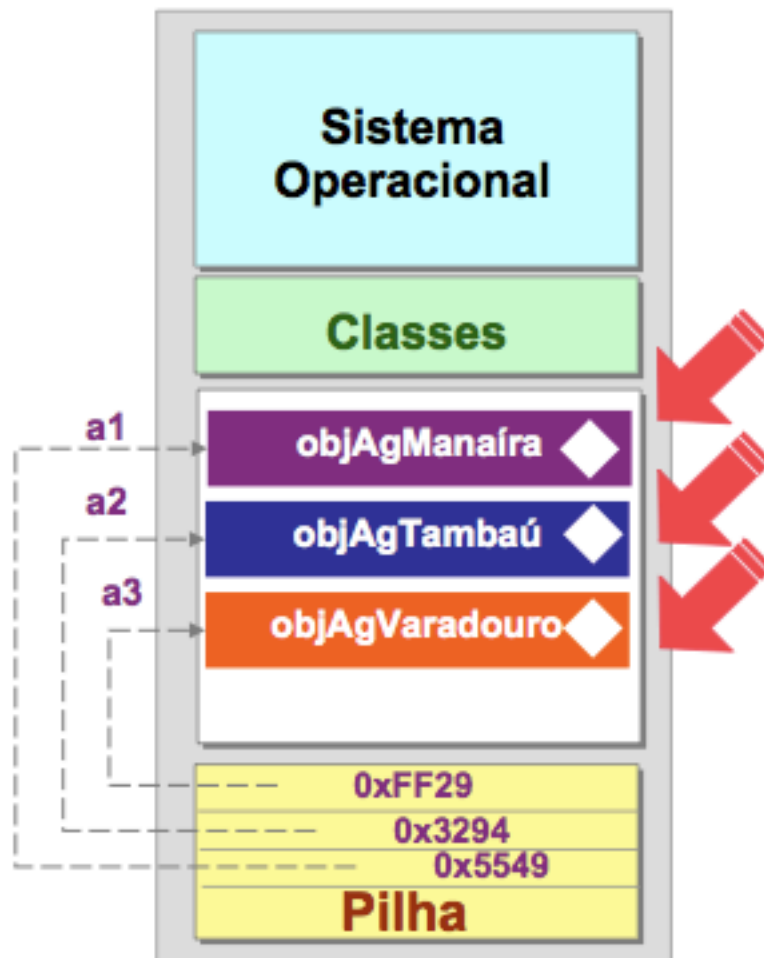 Sistema
Operacional
Classes
a1
objAgManaíra
a2
objAgTambaú
a3
objAgVaradouro
0xFF29
0x3294
0x5549
Pilha